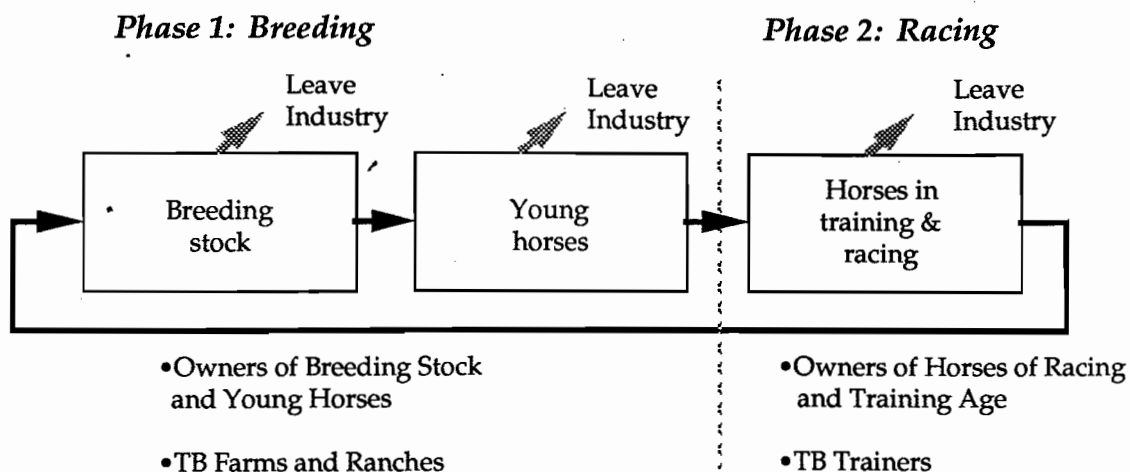 Phase 1: Breeding
Phase 2: Racing
Leave
Industry
Leave
Industry
Leave
Industry
Breeding
stock
Young
horses
Horses in
training &
racing
•Owners of Breeding Stock
and Young Horses
•TB Farms and Ranches
•Owners of Horses of Racing
and Training Age
•TB Trainers